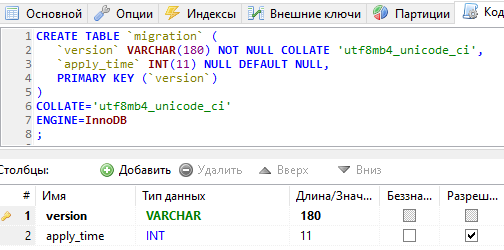 Основной Опции Индексы Внешние ключи Партиции Код
1 CREATE TABLE `migration` (
2 `version` VARCHAR(180) NOT NULL COLLATE 'utf8mb4_unicode_ci',
3 `apply_time` INT(11) NULL DEFAULT NULL,
4 PRIMARY KEY (`version`)
5 )
6 COLLATE='utf8mb4_unicode_ci'
7 ENGINE=InnoDB
8 ;
Столбцы: Добавить Удалить Вверх Вниз
# Имя Тип данных Длина/Знач... Беззна... Разреш...
1 version VARCHAR 180
2 apply_time INT 11